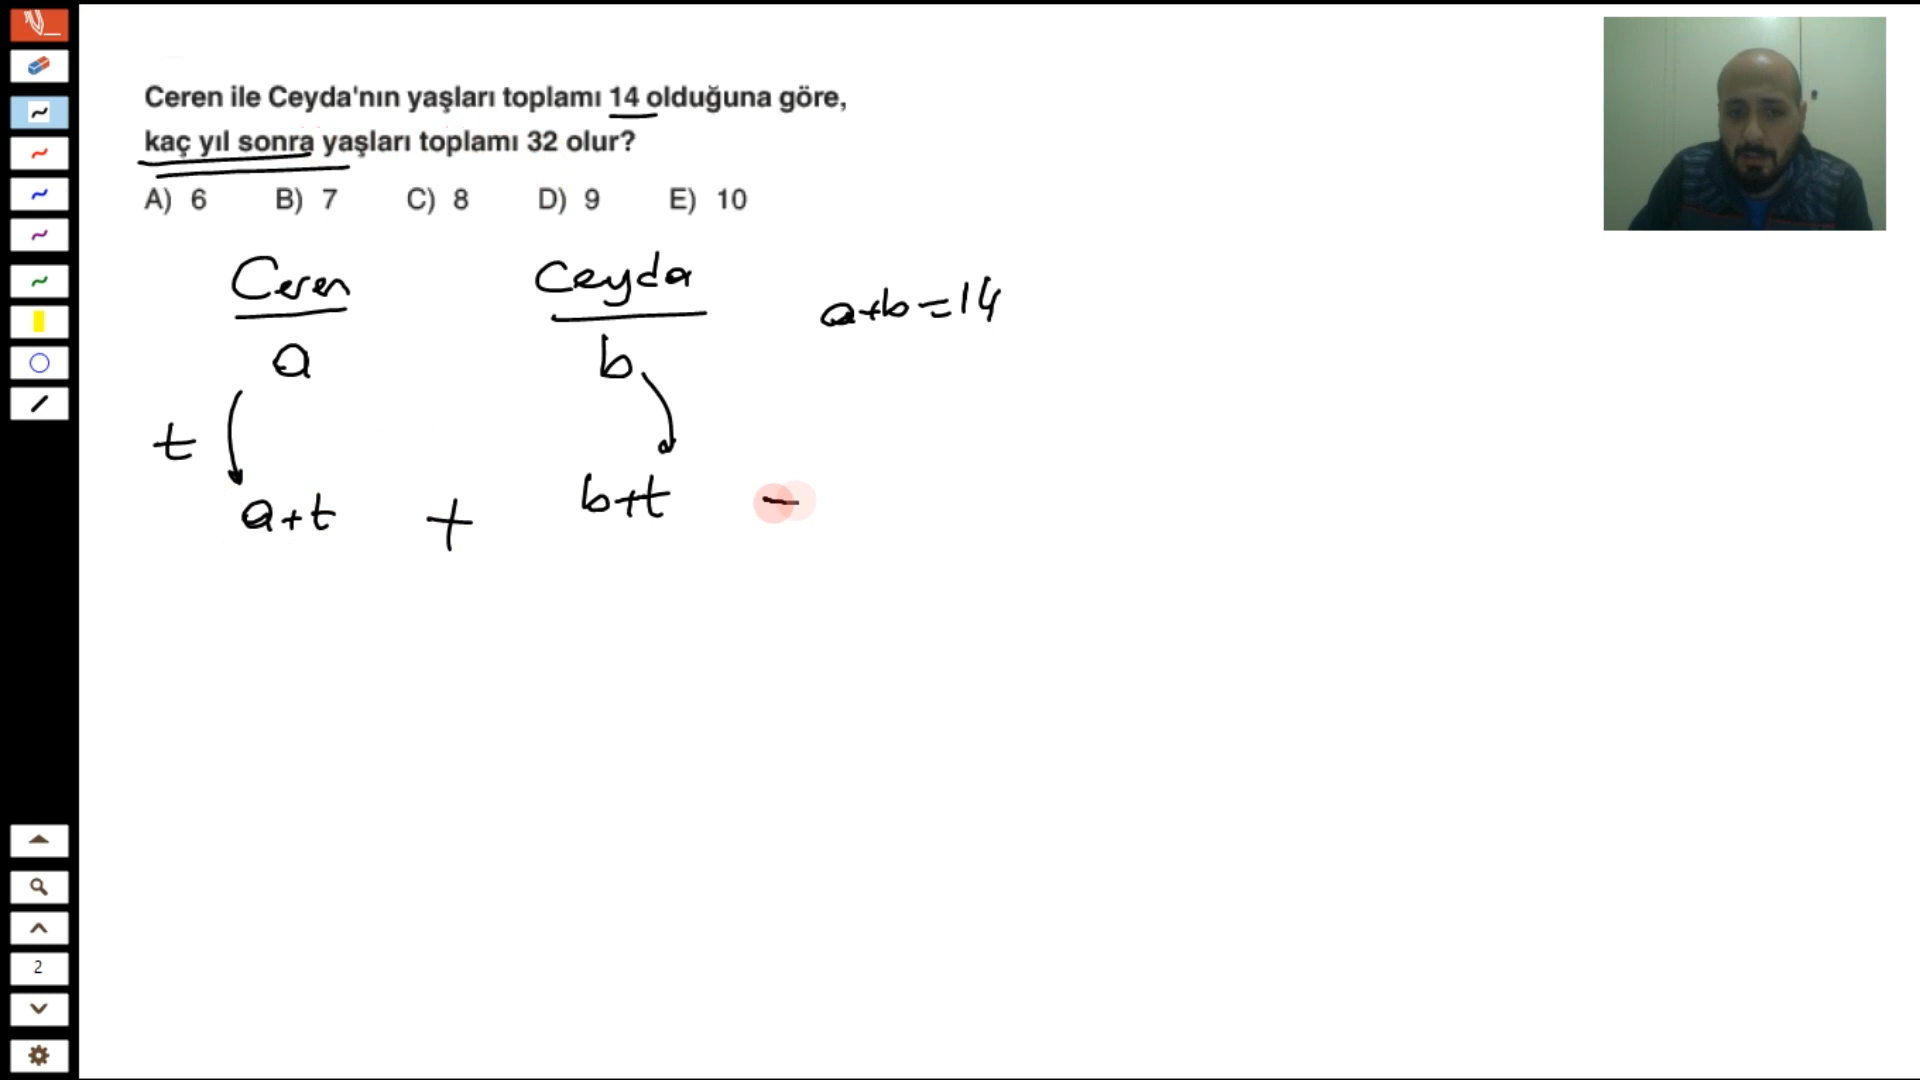 Ceren ile Ceyda'nın yaşları toplamı 14 olduğuna göre,
kaç yıl sonra yaşları toplamı 32 olur?
A) 6 B) 7 C) 8 D) 9 E) 10
Ceren Ceyda a+b=14
a b
t
a+t + b+t -
2